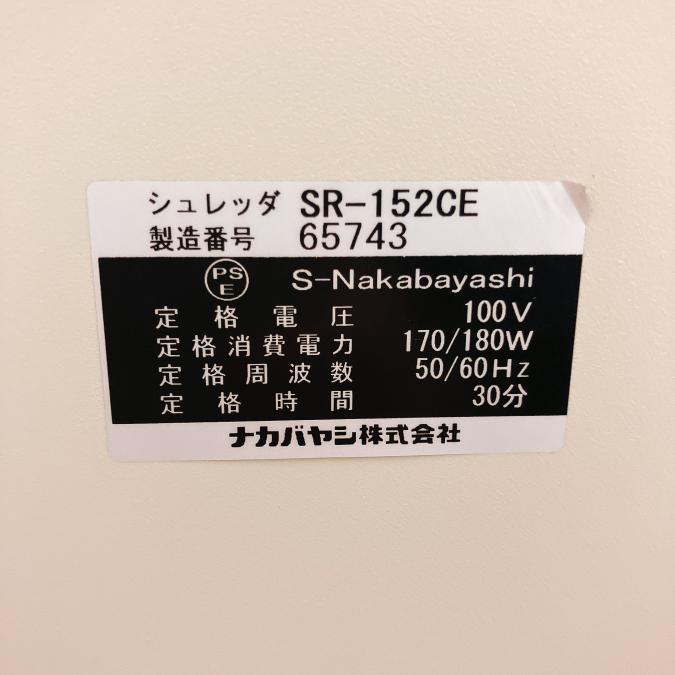 シュレッダ SR-152CE
製造番号 65743
PS E S-Nakabayashi
定格電圧 100V
定格消費電力 170/180W
定格周波数 50/60Hz
定格時間 30分
ナカバヤシ株式会社